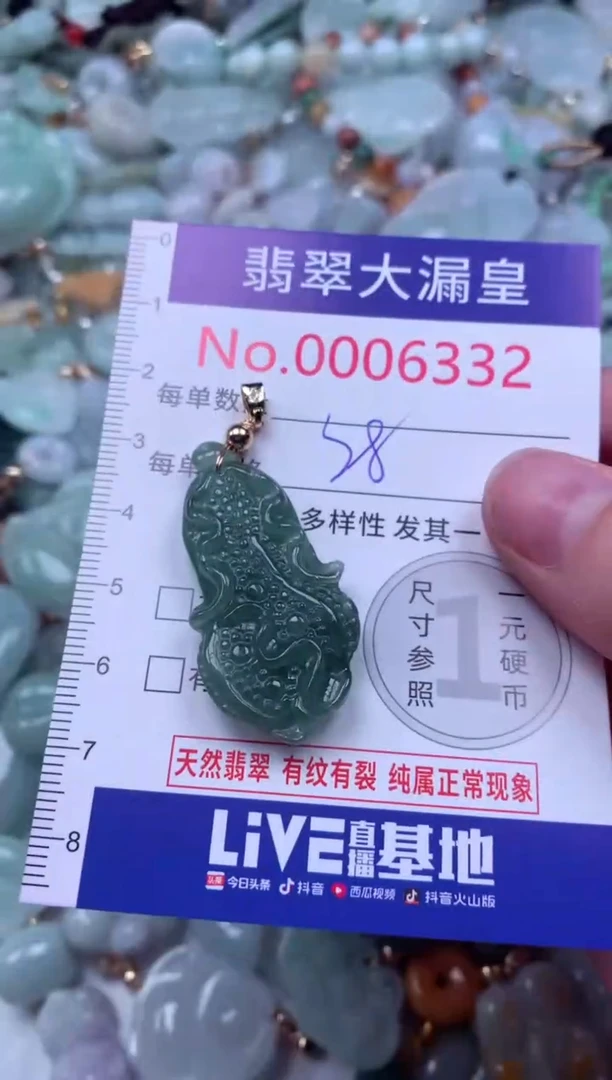 翡翠大漏皇
No.0006332
每单数
58
每单
多样性 发其一
尺寸参照
1
一元硬币
天然翡翠 有纹有裂 纯属正常现象
LiVE直播基地
头条 今日头条 抖音 西瓜视频 抖音火山版
0
1
2
3
4
5
6
7
8